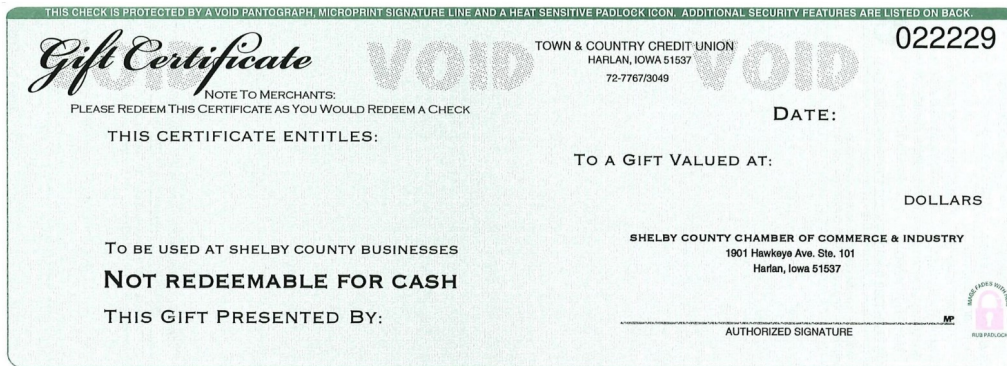 THIS CHECK IS PROTECTED BY A VOID PANTOGRAPH, MICROPRINT SIGNATURE LINE AND A HEAT SENSITIVE PADLOCK ICON. ADDITIONAL SECURITY FEATURES ARE LISTED ON BACK.
VOID VOID VOID
Gift Certificate
NOTE TO MERCHANTS:
PLEASE REDEEM THIS CERTIFICATE AS YOU WOULD REDEEM A CHECK
TOWN & COUNTRY CREDIT UNION
HARLAN, IOWA 51537
72-7767/3049
022229
DATE:
THIS CERTIFICATE ENTITLES:
TO A GIFT VALUED AT:
DOLLARS
TO BE USED AT SHELBY COUNTY BUSINESSES
NOT REDEEMABLE FOR CASH
THIS GIFT PRESENTED BY:
SHELBY COUNTY CHAMBER OF COMMERCE & INDUSTRY
1901 Hawkeye Ave. Ste. 101
Harlan, Iowa 51537
MP
AUTHORIZED SIGNATURE
IMAGE FADES WITH
RUB PADLOCK